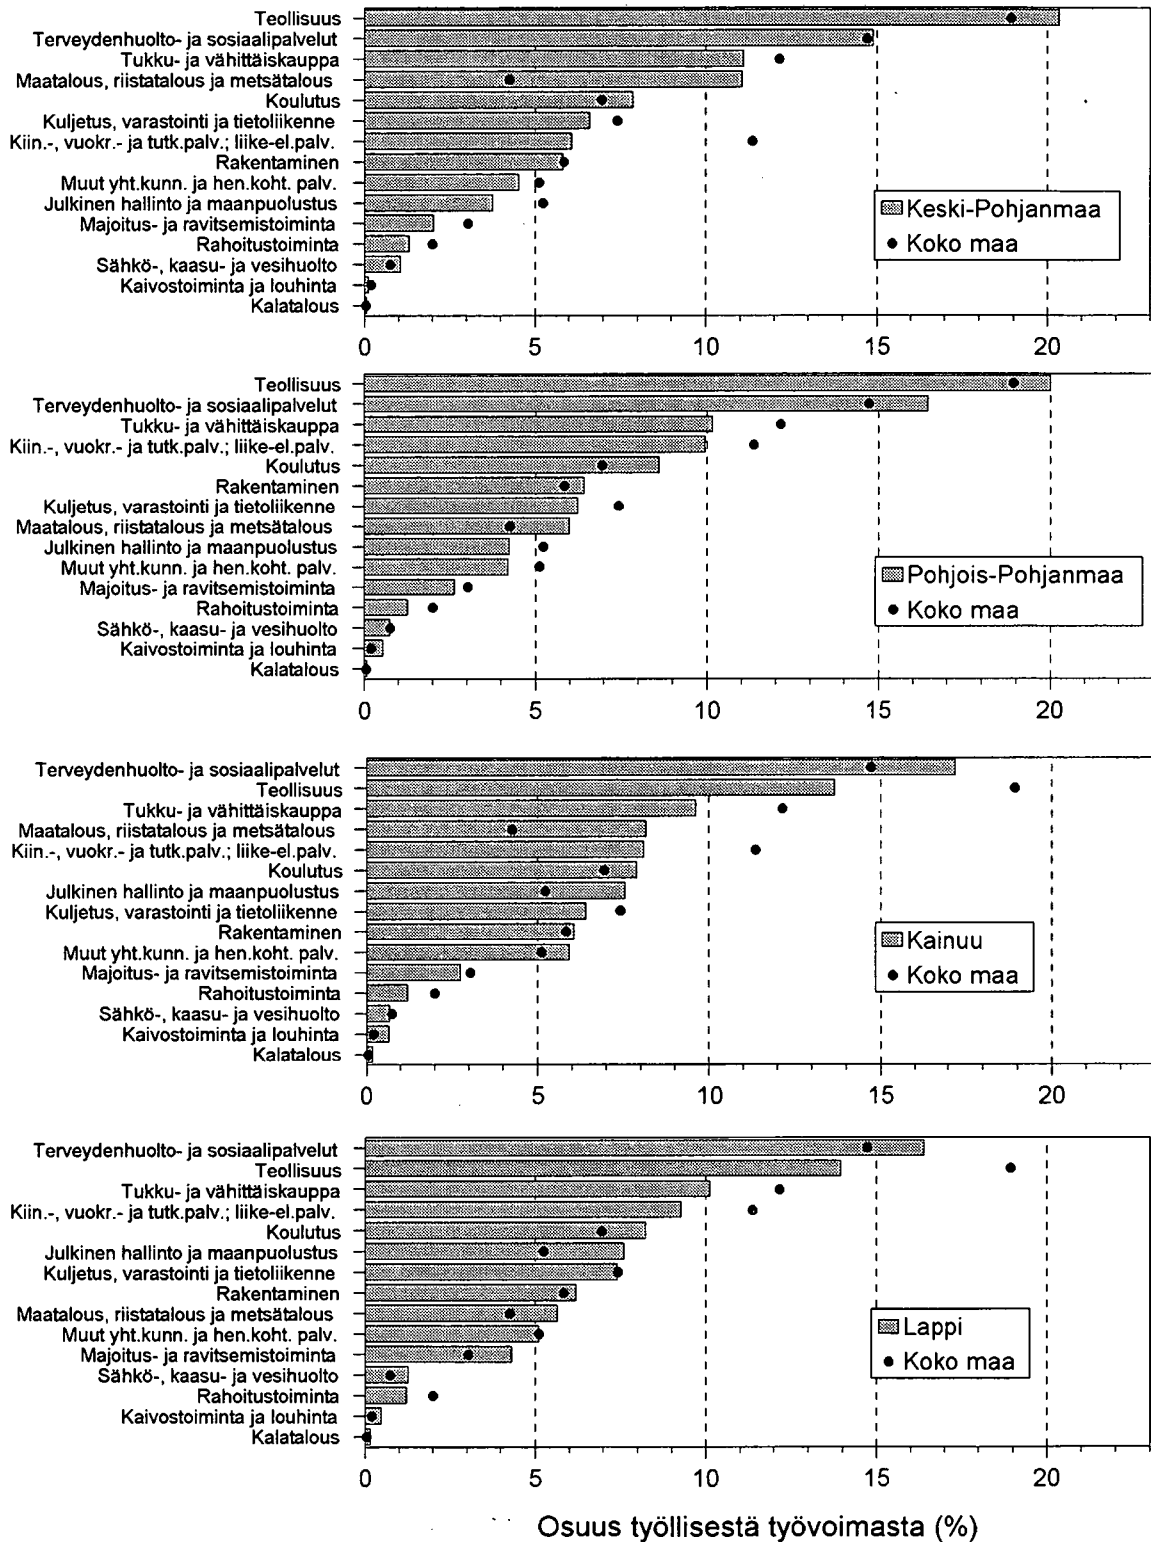 Teollisuus
Terveydenhuolto- ja sosiaalipalvelut
Tukku- ja vähittäiskauppa
Maatalous, riistatalous ja metsätalous
Koulutus
Kuljetus, varastointi ja tietoliikenne
Kiin.-, vuokr.- ja tutk.palv.; liike-el.palv.
Rakentaminen
Muut yht.kunn. ja hen.koht. palv.
Julkinen hallinto ja maanpuolustus
Majoitus- ja ravitsemistoiminta
Rahoitustoiminta
Sähkö-, kaasu- ja vesihuolto
Kaivostoiminta ja louhinta
Kalatalous
Keski-Pohjanmaa
Koko maa
0 5 10 15 20
Teollisuus
Terveydenhuolto- ja sosiaalipalvelut
Tukku- ja vähittäiskauppa
Kiin.-, vuokr.- ja tutk.palv.; liike-el.palv.
Koulutus
Rakentaminen
Kuljetus, varastointi ja tietoliikenne
Maatalous, riistatalous ja metsätalous
Julkinen hallinto ja maanpuolustus
Muut yht.kunn. ja hen.koht. palv.
Majoitus- ja ravitsemistoiminta
Rahoitustoiminta
Sähkö-, kaasu- ja vesihuolto
Kaivostoiminta ja louhinta
Kalatalous
Pohjois-Pohjanmaa
Koko maa
0 5 10 15 20
Terveydenhuolto- ja sosiaalipalvelut
Teollisuus
Tukku- ja vähittäiskauppa
Maatalous, riistatalous ja metsätalous
Kiin.-, vuokr.- ja tutk.palv.; liike-el.palv.
Koulutus
Julkinen hallinto ja maanpuolustus
Kuljetus, varastointi ja tietoliikenne
Rakentaminen
Muut yht.kunn. ja hen.koht. palv.
Majoitus- ja ravitsemistoiminta
Rahoitustoiminta
Sähkö-, kaasu- ja vesihuolto
Kaivostoiminta ja louhinta
Kalatalous
Kainuu
Koko maa
0 5 10 15 20
Terveydenhuolto- ja sosiaalipalvelut
Teollisuus
Tukku- ja vähittäiskauppa
Kiin.-, vuokr.- ja tutk.palv.; liike-el.palv.
Koulutus
Julkinen hallinto ja maanpuolustus
Kuljetus, varastointi ja tietoliikenne
Rakentaminen
Maatalous, riistatalous ja metsätalous
Muut yht.kunn. ja hen.koht. palv.
Majoitus- ja ravitsemistoiminta
Sähkö-, kaasu- ja vesihuolto
Rahoitustoiminta
Kaivostoiminta ja louhinta
Kalatalous
Lappi
Koko maa
0 5 10 15 20
Osuus työllisestä työvoimasta (%)